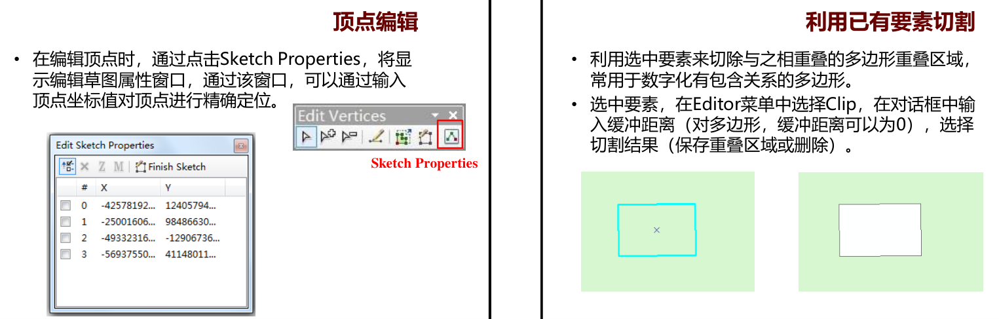 顶点编辑
• 在编辑顶点时，通过点击Sketch Properties，将显
示编辑草图属性窗口，通过该窗口，可以通过输入
顶点坐标值对顶点进行精确定位。
Edit Vertices
Sketch Properties
Edit Sketch Properties
Z M Finish Sketch
# X Y
0 -42578192... 12405794...
1 -25001606... 98486630...
2 -49332316... -12906736...
3 -56937550... 41148011...
利用已有要素切割
• 利用选中要素来切除与之相重叠的多边形重叠区域，
常用于数字化有包含关系的多边形。
• 选中要素，在Editor菜单中选择Clip，在对话框中输
入缓冲距离（对多边形，缓冲距离可以为0），选择
切割结果（保存重叠区域或删除）。